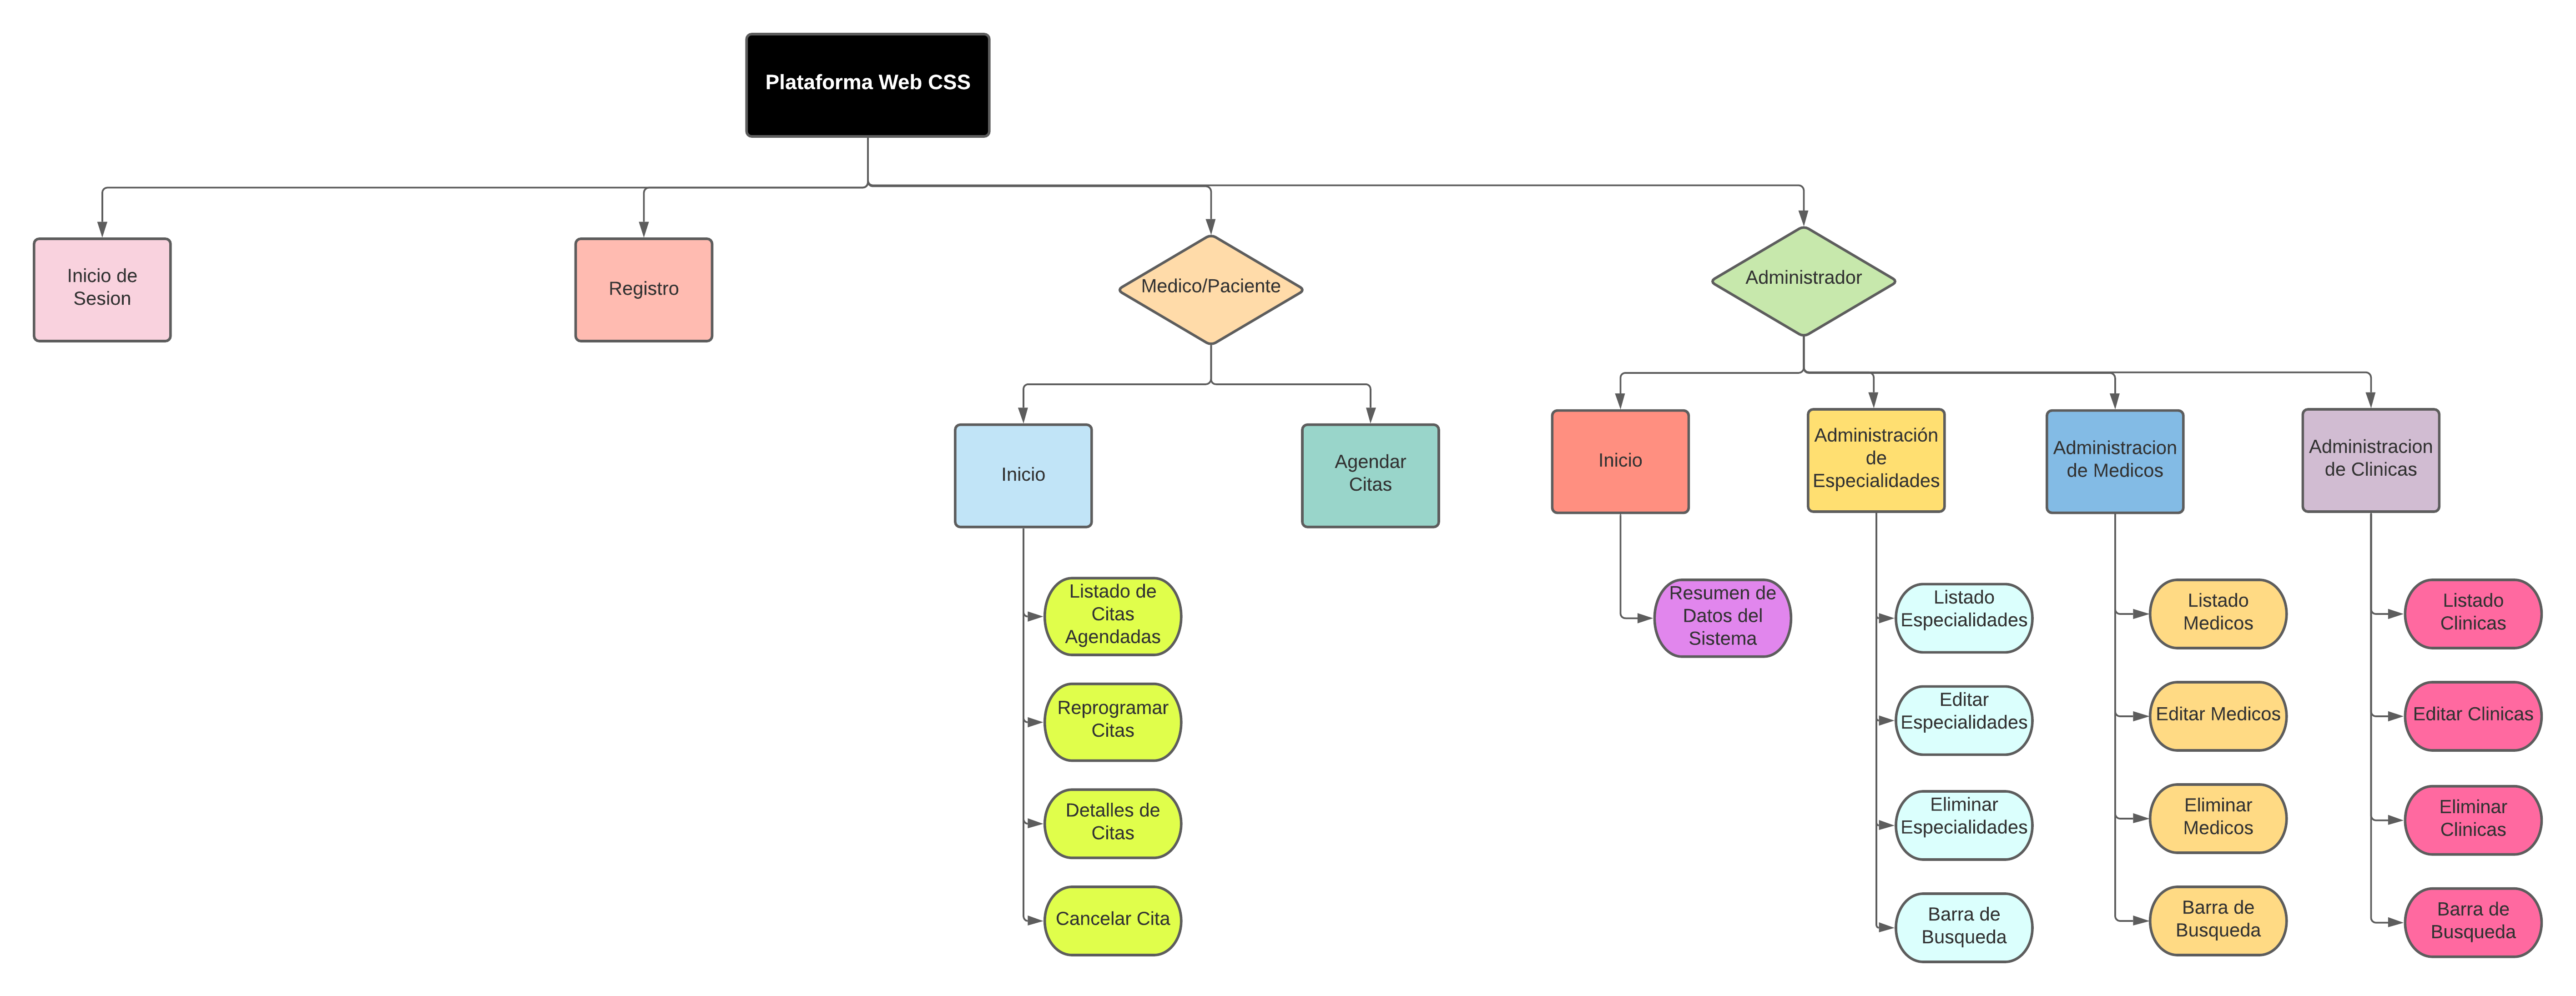 Plataforma Web CSS
Inicio de
Sesion
Registro
Medico/Paciente
Administrador
Inicio
Agendar
Citas
Inicio
Administración
de
Especialidades
Administracion
de Medicos
Administracion
de Clinicas
Listado de
Citas
Agendadas
Reprogramar
Citas
Detalles de
Citas
Cancelar Cita
Resumen de
Datos del
Sistema
Listado
Especialidades
Editar
Especialidades
Eliminar
Especialidades
Barra de
Busqueda
Listado
Medicos
Editar Medicos
Eliminar
Medicos
Barra de
Busqueda
Listado
Clinicas
Editar Clinicas
Eliminar
Clinicas
Barra de
Busqueda